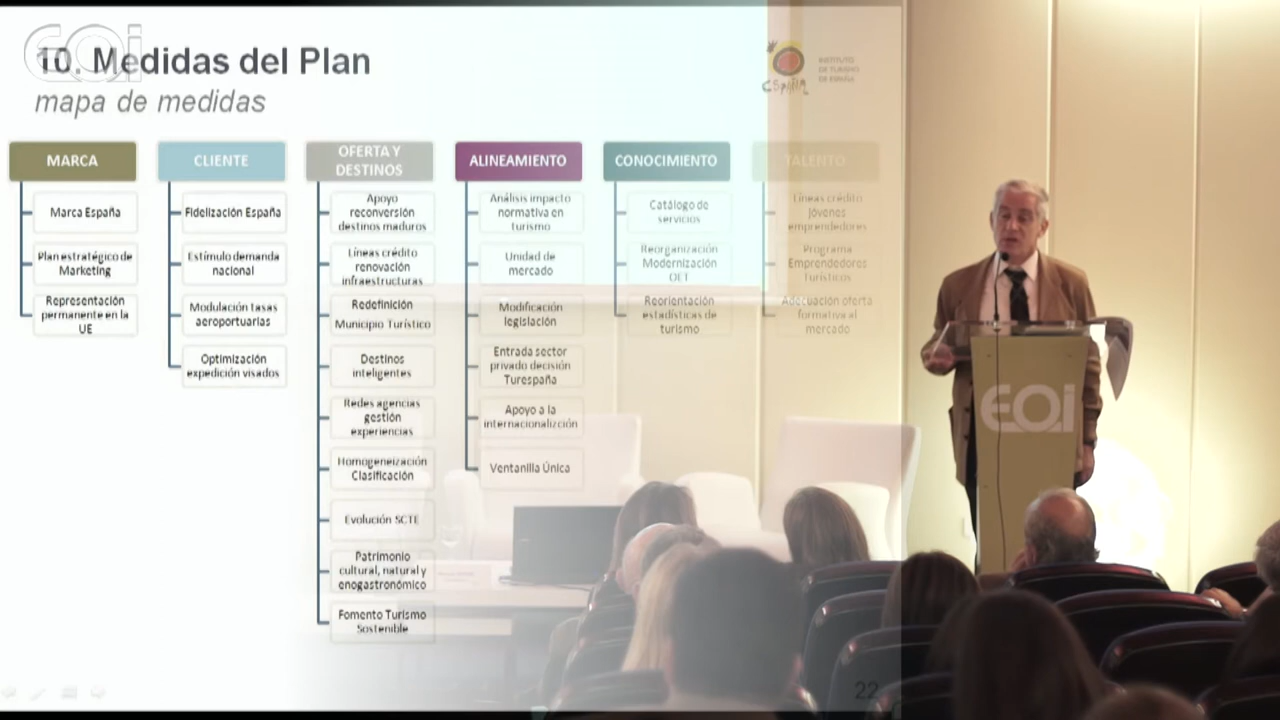 EOi
10. Medidas del Plan
mapa de medidas
ESPAÑA
INSTITUTO
DE TURISMO
DE ESPAÑA
MARCA
Marca España
Plan estratégico de
Marketing
Representación
permanente en la
UE
CLIENTE
Fidelización España
Estímulo demanda
nacional
Modulación tasas
aeroportuarias
Optimización
expedición visados
OFERTA Y
DESTINOS
Apoyo
reconversión
destinos maduros
Líneas crédito
renovación
infraestructuras
Redefinición
Municipio Turístico
Destinos
inteligentes
Redes agencias
gestión
experiencias
Homogeneización
Clasificación
Evolución SCTE
Patrimonio
cultural, natural y
enogastronómico
Fomento Turismo
Sostenible
ALINEAMIENTO
Análisis impacto
normativa en
turismo
Unidad de
mercado
Modificación
legislación
Entrada sector
privado decisión
Turespaña
Apoyo a la
internacionalizción
Ventanilla Única
CONOCIMIENTO
Catálogo de
servicios
Reorganización
Modernización
OET
Reorientación
estadísticas de
turismo
TALENTO
Líneas crédito
Jóvenes
emprendedores
Programa
Emprendedores
Turísticos
Adecuación oferta
formativa al
mercado
22
EOi